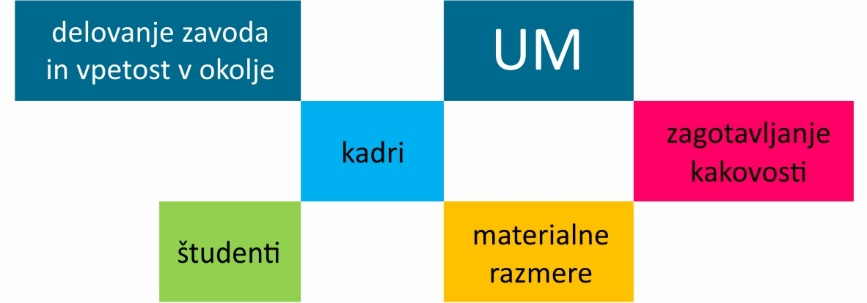 delovanje zavoda
in vpetost v okolje
UM
kadri
zagotavljanje
kakovosti
študenti
materialne
razmere